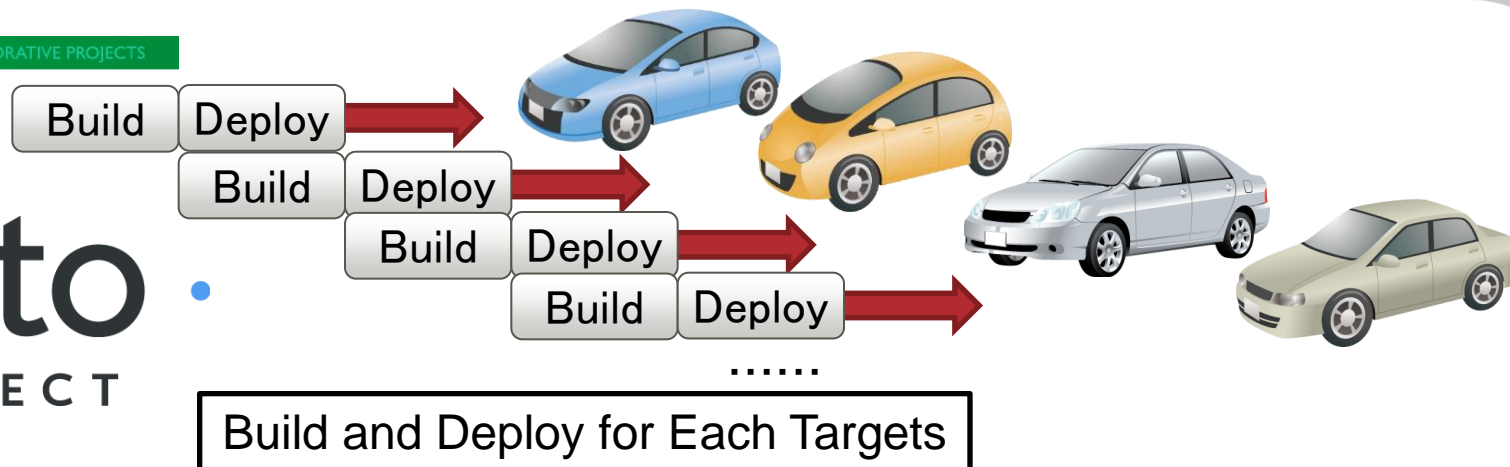 ORATIVE PROJECTS
Build Deploy
Build Deploy
Build Deploy
to
Build Deploy
ECT
......
Build and Deploy for Each Targets